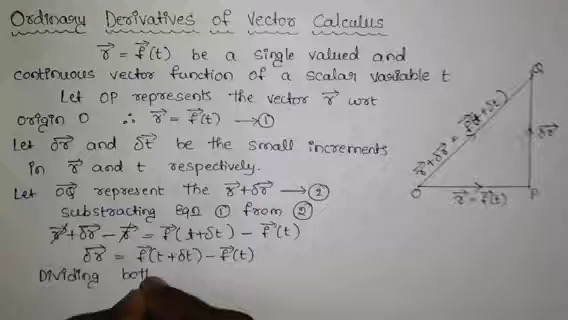 Ordinary Derivatives of Vector Calculus
r⃗ = f⃗(t) be a single valued and
continuous vector function of a scalar variable t
Let OP represents the vector r⃗ wrt
origin O ∴ r⃗ = f⃗(t) → ①
Let δr⃗ and δt⃗ be the small increments
in r⃗ and t respectively.
Let OQ⃗ represent the r⃗+δr⃗ → ②
substracting eqn ① from ②
r⃗+δr⃗-r⃗ = f⃗(t+δt) - f⃗(t)
δr⃗ = f⃗(t+δt) - f⃗(t)
Dividing bot
Q
r⃗+δr⃗ = f⃗(t+δt)
δr⃗
O
P
r⃗ = f⃗(t)